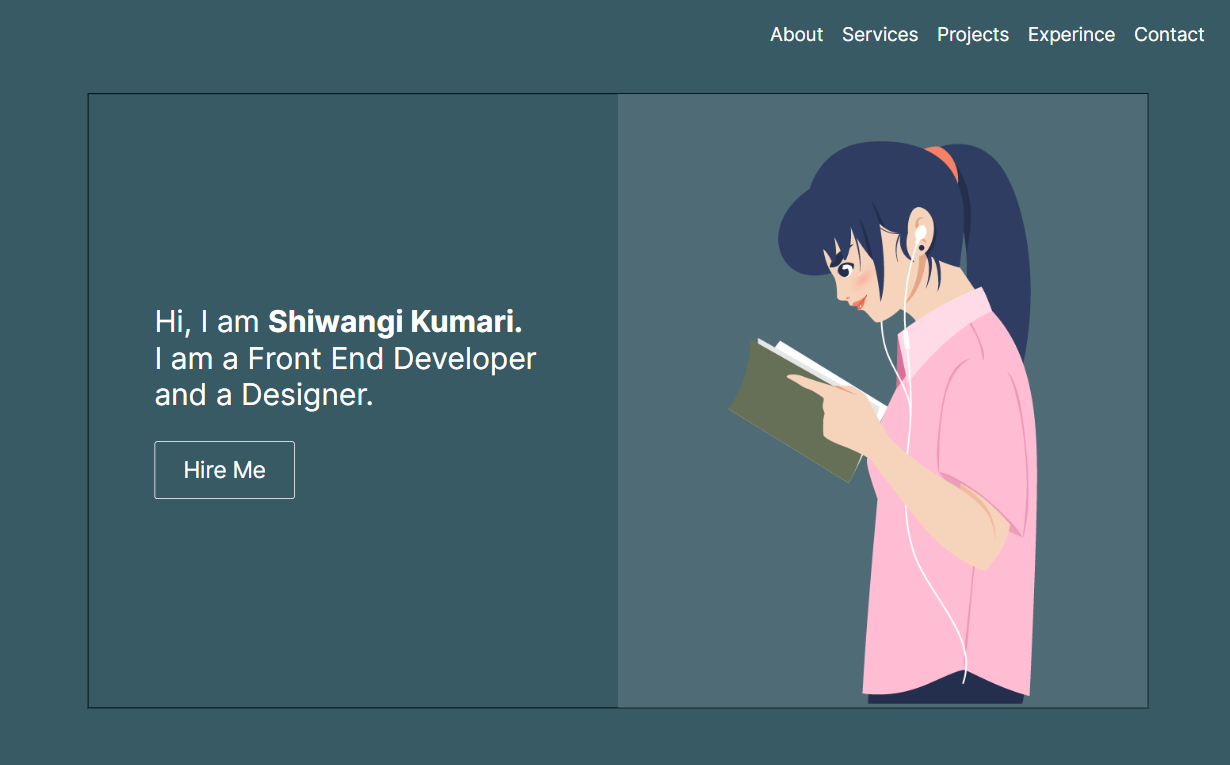 About Services Projects Experince Contact
Hi, I am Shiwangi Kumari.
I am a Front End Developer
and a Designer.
Hire Me